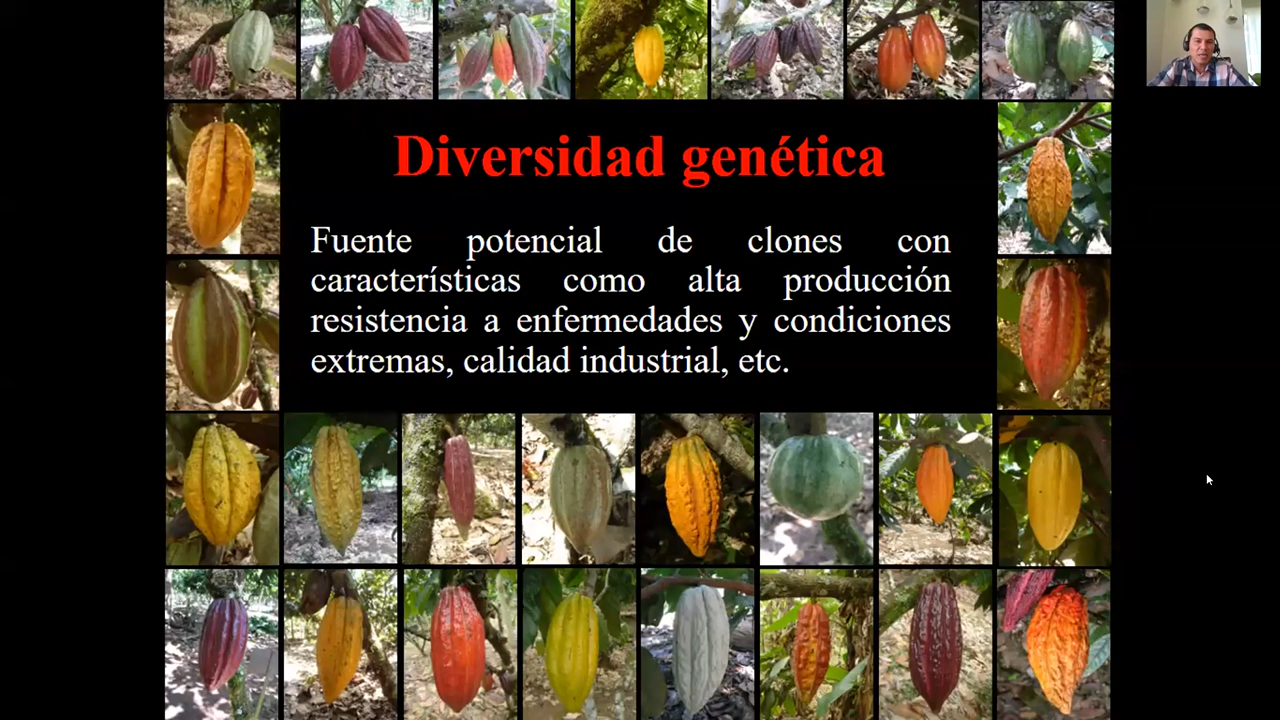 Diversidad genética
Fuente potencial de clones con
características como alta producción
resistencia a enfermedades y condiciones
extremas, calidad industrial, etc.